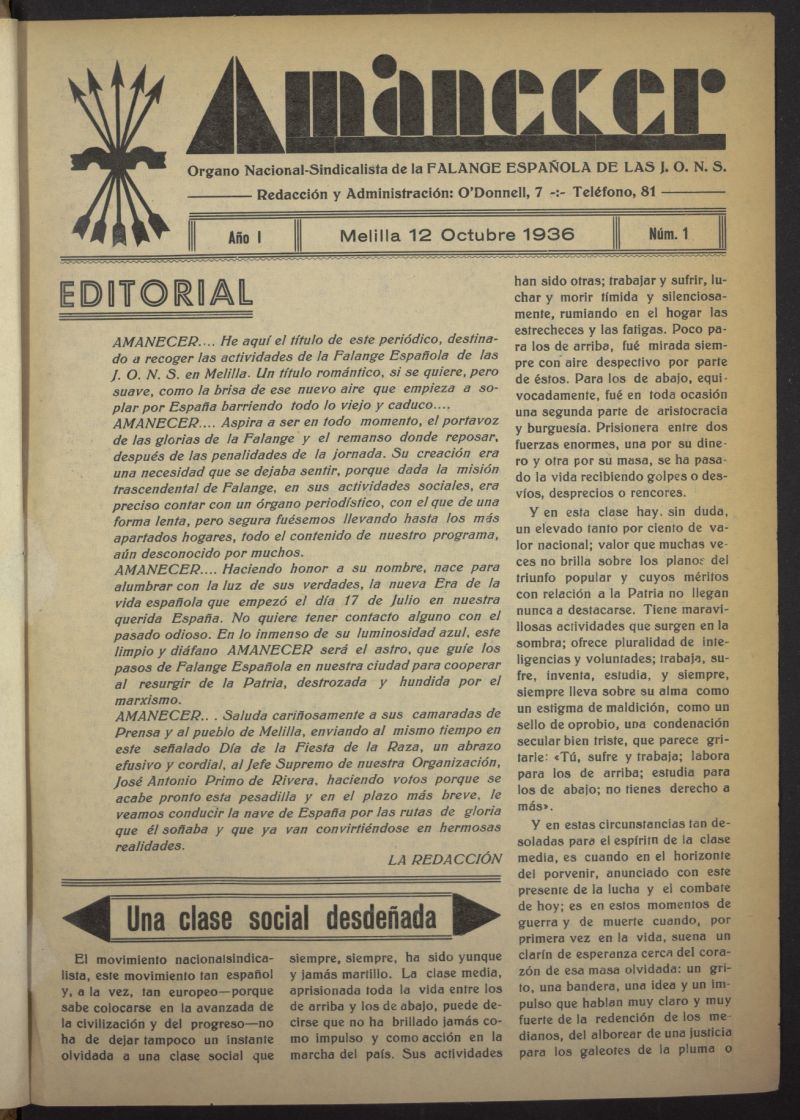 Amanecer
Organo Nacional-Sindicalista de la FALANGE ESPAÑOLA DE LAS J. O. N. S.
Redacción y Administración: O'Donnell, 7 -:- Teléfono, 81
Año I
Melilla 12 Octubre 1936
Núm. 1
EDITORIAL
AMANECER.... He aquí el título de este periódico, destina-
do a recoger las actividades de la Falange Española de las
J. O. N. S. en Melilla. Un título romántico, si se quiere, pero
suave, como la brisa de ese nuevo aire que empieza a so-
plar por España barriendo todo lo viejo y caduco....
AMANECER.... Aspira a ser en todo momento, el portavoz
de las glorias de la Falange y el remanso donde reposar,
después de las penalidades de la jornada. Su creación era
una necesidad que se dejaba sentir, porque dada la misión
trascendental de Falange, en sus actividades sociales, era
preciso contar con un órgano periodístico, con el que de una
forma lenta, pero segura fuésemos llevando hasta los más
apartados hogares, todo el contenido de nuestro programa,
aún desconocido por muchos.
AMANECER.... Haciendo honor a su nombre, nace para
alumbrar con la luz de sus verdades, la nueva Era de la
vida española que empezó el día 17 de Julio en nuestra
querida España. No quiere tener contacto alguno con el
pasado odioso. En lo inmenso de su luminosidad azul, este
limpio y diáfano AMANECER será el astro, que guíe los
pasos de Falange Española en nuestra ciudad para cooperar
al resurgir de la Patria, destrozada y hundida por el
marxismo.
AMANECER.. . Saluda cariñosamente a sus camaradas de
Prensa y al pueblo de Melilla, enviando al mismo tiempo en
este señalado Día de la Fiesta de la Raza, un abrazo
efusivo y cordial, al Jefe Supremo de nuestra Organización,
José Antonio Primo de Rivera, haciendo votos porque se
acabe pronto esta pesadilla y en el plazo más breve, le
veamos conducir la nave de España por las rutas de gloria
que él soñaba y que ya van convirtiéndose en hermosas
realidades.
LA REDACCIÓN
Una clase social desdeñada
El movimiento nacionalsindica-
lista, este movimiento tan español
y, a la vez, tan europeo—porque
sabe colocarse en la avanzada de
la civilización y del progreso—no
ha de dejar tampoco un instante
olvidada a una clase social que
siempre, siempre, ha sido yunque
y jamás martillo. La clase media,
aprisionada toda la vida entre los
de arriba y los de abajo, puede de-
cirse que no ha brillado jamás co-
mo impulso y como acción en la
marcha del país. Sus actividades
han sido otras; trabajar y sufrir, lu-
char y morir tímida y silenciosa-
mente, rumiando en el hogar las
estrecheces y las fatigas. Poco pa-
ra los de arriba, fué mirada siem-
pre con aire despectivo por parte
de éstos. Para los de abajo, equi-
vocadamente, fué en toda ocasión
una segunda parte de aristocracia
y burguesía. Prisionera entre dos
fuerzas enormes, una por su dine-
ro y otra por su masa, se ha pasa-
do la vida recibiendo golpes o des-
víos, desprecios o rencores.
Y en esta clase hay. sin duda,
un elevado tanto por ciento de va-
lor nacional; valor que muchas ve-
ces no brilla sobre los planos del
triunfo popular y cuyos méritos
con relación a la Patria no llegan
nunca a destacarse. Tiene maravi-
llosas actividades que surgen en la
sombra; ofrece pluralidad de inte-
ligencias y voluntades; trabaja, su-
fre, inventa, estudia, y siempre,
siempre lleva sobre su alma como
un estigma de maldición, como un
sello de oprobio, una condenación
secular bien triste, que parece gri-
tarle: «Tú, sufre y trabaja; labora
para los de arriba; estudia para
los de abajo; no tienes derecho a
más».
Y en estas circunstancias tan de-
soladas para el espíritn de la clase
media, es cuando en el horizonte
del porvenir, anunciado con este
presente de la lucha y el combate
de hoy; es en estos momentos de
guerra y de muerte cuando, por
primera vez en la vida, suena un
clarín de esperanza cerca del cora-
zón de esa masa olvidada: un gri-
to, una bandera, una idea y un im-
pulso que hablan muy claro y muy
fuerte de la redención de los me-
dianos, del alborear de una justicia
para los galeotes de la pluma o